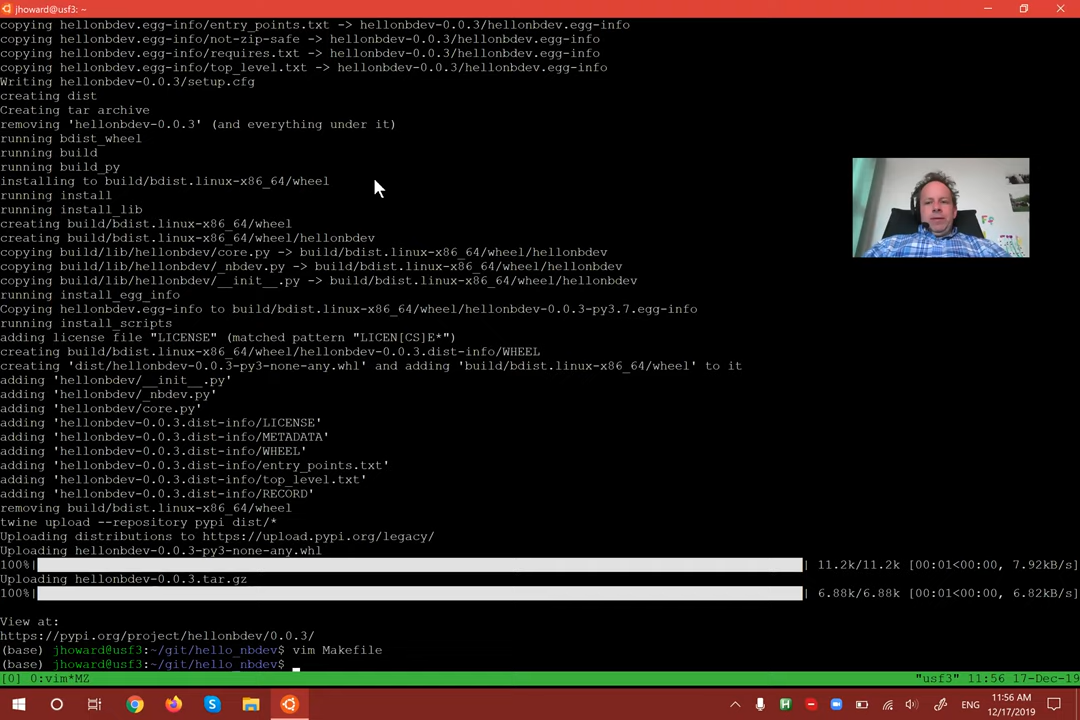 jhoward@usf3: ~
copying hellonbdev.egg-info/entry_points.txt -> hellonbdev-0.0.3/hellonbdev.egg-info
copying hellonbdev.egg-info/not-zip-safe -> hellonbdev-0.0.3/hellonbdev.egg-info
copying hellonbdev.egg-info/requires.txt -> hellonbdev-0.0.3/hellonbdev.egg-info
copying hellonbdev.egg-info/top_level.txt -> hellonbdev-0.0.3/hellonbdev.egg-info
Writing hellonbdev-0.0.3/setup.cfg
creating dist
Creating tar archive
removing 'hellonbdev-0.0.3' (and everything under it)
running bdist_wheel
running build
running build_py
installing to build/bdist.linux-x86_64/wheel
running install
running install_lib
creating build/bdist.linux-x86_64/wheel
creating build/bdist.linux-x86_64/wheel/hellonbdev
copying build/lib/hellonbdev/core.py -> build/bdist.linux-x86_64/wheel/hellonbdev
copying build/lib/hellonbdev/_nbdev.py -> build/bdist.linux-x86_64/wheel/hellonbdev
copying build/lib/hellonbdev/__init__.py -> build/bdist.linux-x86_64/wheel/hellonbdev
running install_egg_info
Copying hellonbdev.egg-info to build/bdist.linux-x86_64/wheel/hellonbdev-0.0.3-py3.7.egg-info
running install_scripts
adding license file "LICENSE" (matched pattern "LICEN[CS]E*")
creating build/bdist.linux-x86_64/wheel/hellonbdev-0.0.3.dist-info/WHEEL
creating 'dist/hellonbdev-0.0.3-py3-none-any.whl' and adding 'build/bdist.linux-x86_64/wheel' to it
adding 'hellonbdev/__init__.py'
adding 'hellonbdev/_nbdev.py'
adding 'hellonbdev/core.py'
adding 'hellonbdev-0.0.3.dist-info/LICENSE'
adding 'hellonbdev-0.0.3.dist-info/METADATA'
adding 'hellonbdev-0.0.3.dist-info/WHEEL'
adding 'hellonbdev-0.0.3.dist-info/entry_points.txt'
adding 'hellonbdev-0.0.3.dist-info/top_level.txt'
adding 'hellonbdev-0.0.3.dist-info/RECORD'
removing build/bdist.linux-x86_64/wheel
twine upload --repository pypi dist/*
Uploading distributions to https://upload.pypi.org/legacy/
Uploading hellonbdev-0.0.3-py3-none-any.whl
100%| | 11.2k/11.2k [00:01<00:00, 7.92kB/s]
Uploading hellonbdev-0.0.3.tar.gz
100%| | 6.88k/6.88k [00:01<00:00, 6.82kB/s]
View at:
https://pypi.org/project/hellonbdev/0.0.3/
(base) jhoward@usf3:~/git/hello_nbdev$ vim Makefile
(base) jhoward@usf3:~/git/hello_nbdev$
[0] 0:vim*MZ "usf3" 11:56 17-Dec-19
ENG
11:56 AM
12/17/2019